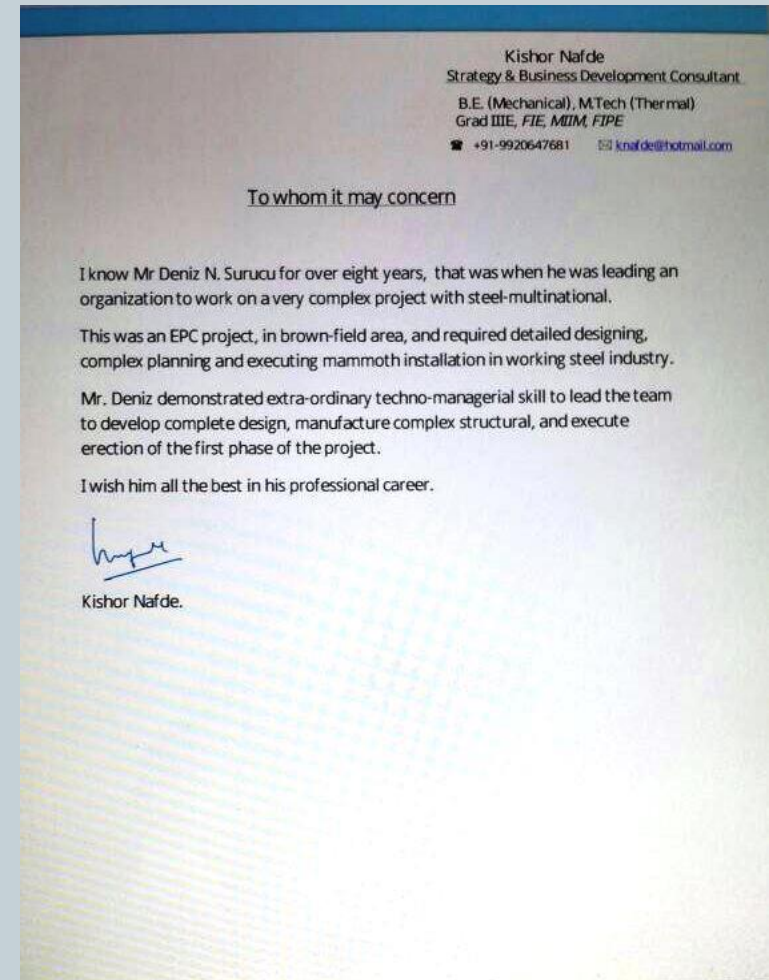 Kishor Nafde
Strategy & Business Development Consultant
B.E. (Mechanical), M.Tech (Thermal)
Grad IIIE, FIE, MIIM, FIPE
☎ +91-9920647681 ✉ knafde@hotmail.com
To whom it may concern
I know Mr Deniz N. Surucu for over eight years, that was when he was leading an
organization to work on a very complex project with steel-multinational.
This was an EPC project, in brown-field area, and required detailed designing,
complex planning and executing mammoth installation in working steel industry.
Mr. Deniz demonstrated extra-ordinary techno-managerial skill to lead the team
to develop complete design, manufacture complex structural, and execute
erection of the first phase of the project.
I wish him all the best in his professional career.
Kishor Nafde.